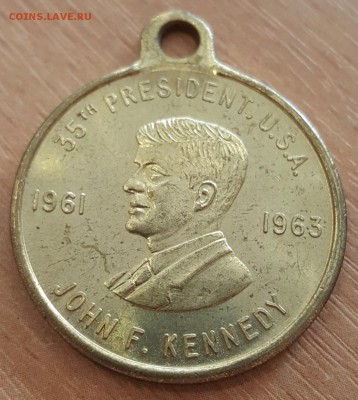 COINS.LAVE.RU
35TH PRESIDENT. U.S.A.
1961
1963
JOHN F. KENNEDY